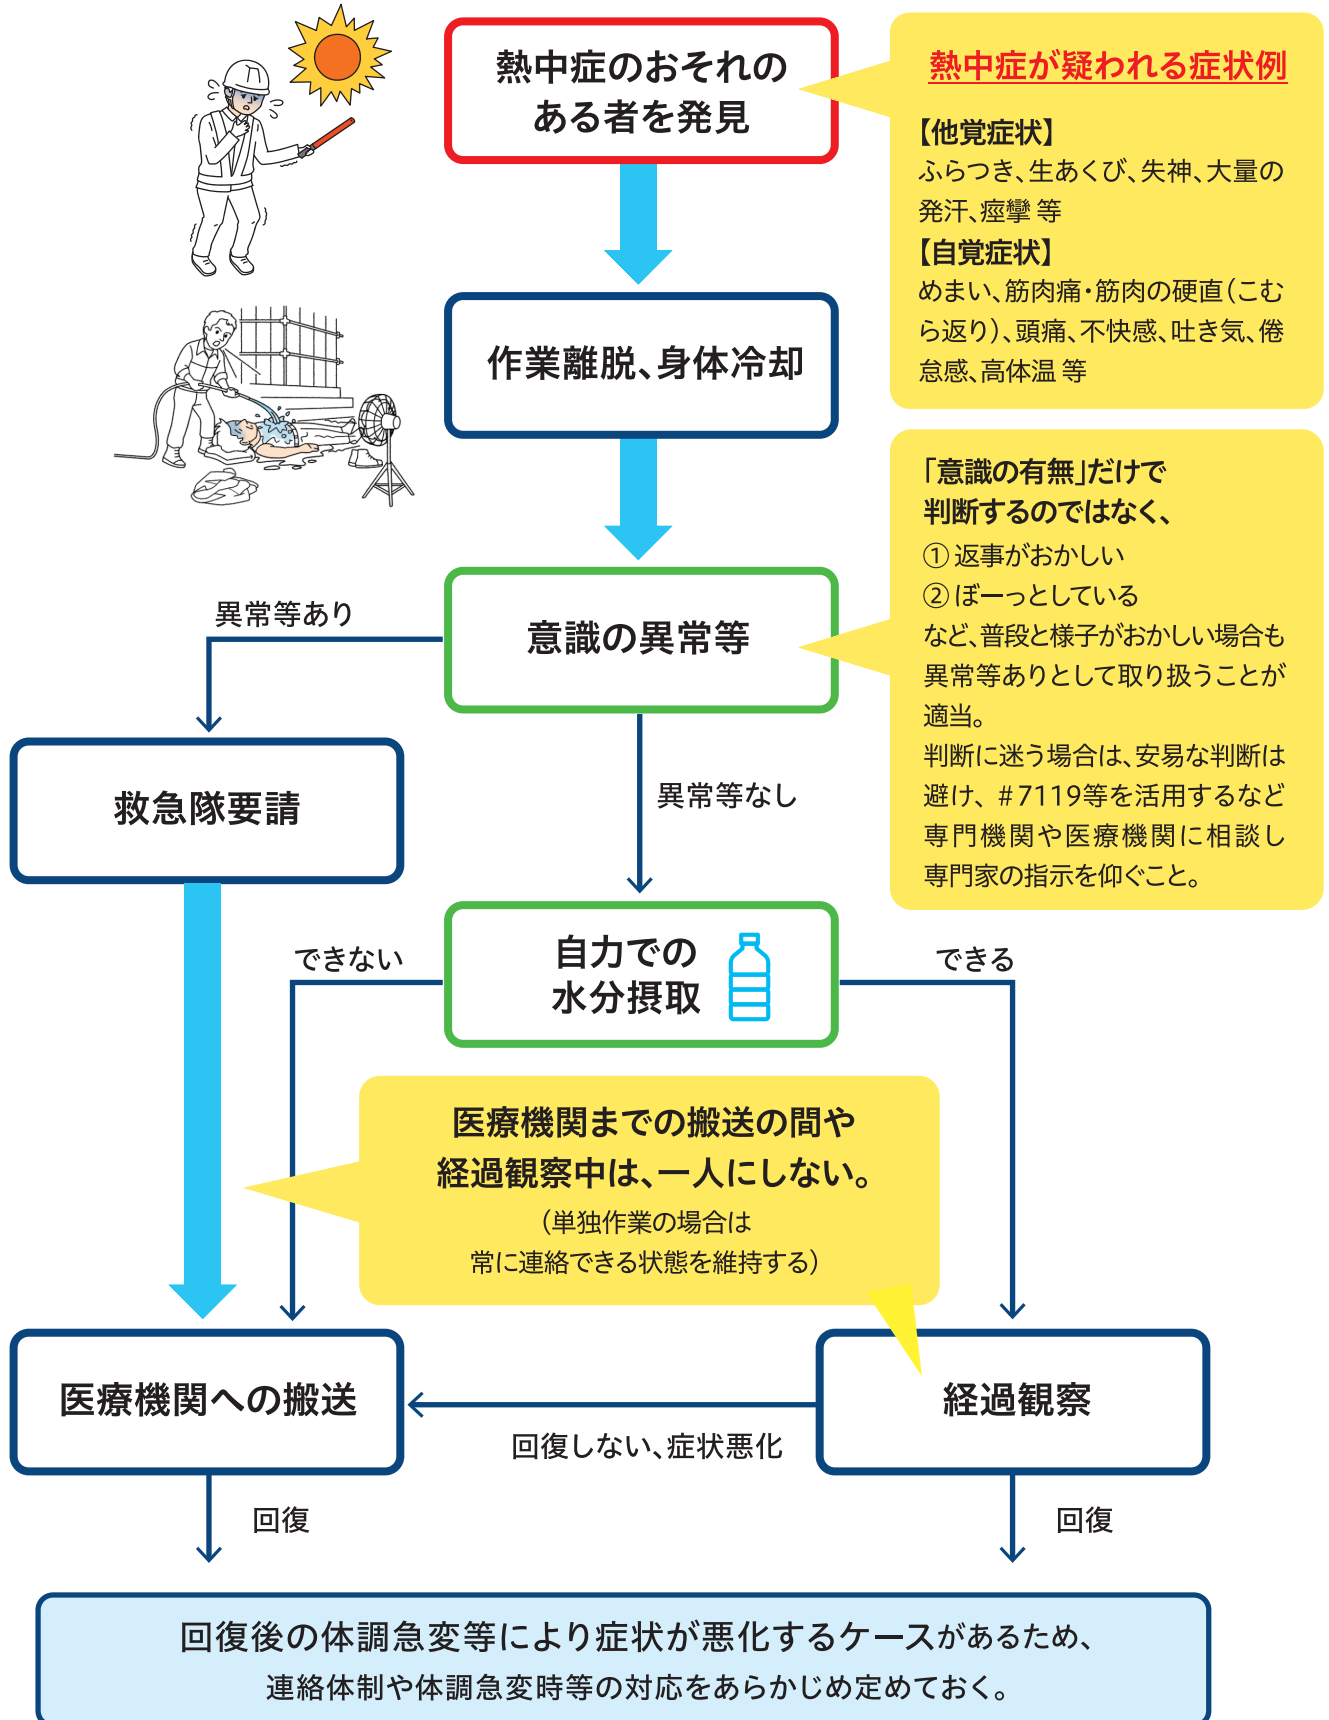 熱中症のおそれの
ある者を発見
熱中症が疑われる症状例
【他覚症状】
ふらつき、生あくび、失神、大量の
発汗、痙攣 等
【自覚症状】
めまい、筋肉痛・筋肉の硬直（こむ
ら返り）、頭痛、不快感、吐き気、倦
怠感、高体温 等
作業離脱、身体冷却
「意識の有無」だけで
判断するのではなく、
① 返事がおかしい
② ぼーっとしている
など、普段と様子がおかしい場合も
異常等ありとして取り扱うことが
適当。
判断に迷う場合は、安易な判断は
避け、#7119等を活用するなど
専門機関や医療機関に相談し
専門家の指示を仰ぐこと。
意識の異常等
異常等あり
救急隊要請
異常等なし
自力での
水分摂取
できない
できる
医療機関までの搬送の間や
経過観察中は、一人にしない。
（単独作業の場合は
常に連絡できる状態を維持する）
医療機関への搬送
経過観察
回復しない、症状悪化
回復
回復
回復後の体調急変等により症状が悪化するケースがあるため、
連絡体制や体調急変時等の対応をあらかじめ定めておく。